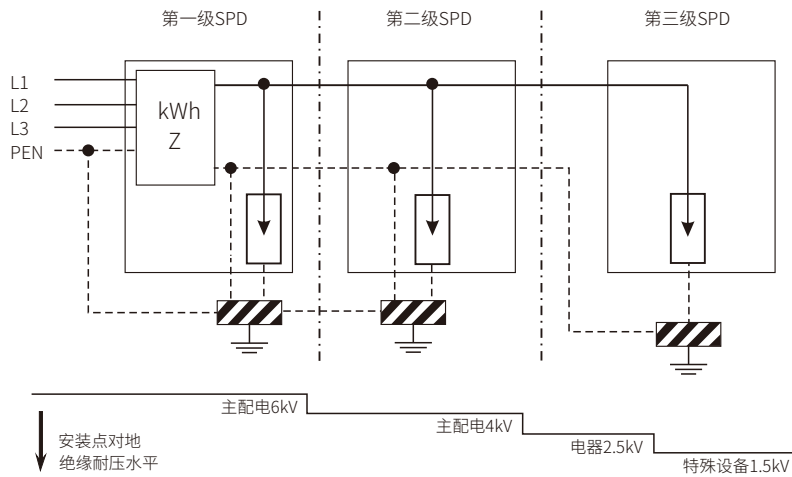 第一级SPD
第二级SPD
第三级SPD
L1
L2
L3
PEN
kWh
Z
主配电6kV
主配电4kV
电器2.5kV
特殊设备1.5kV
安装点对地
绝缘耐压水平